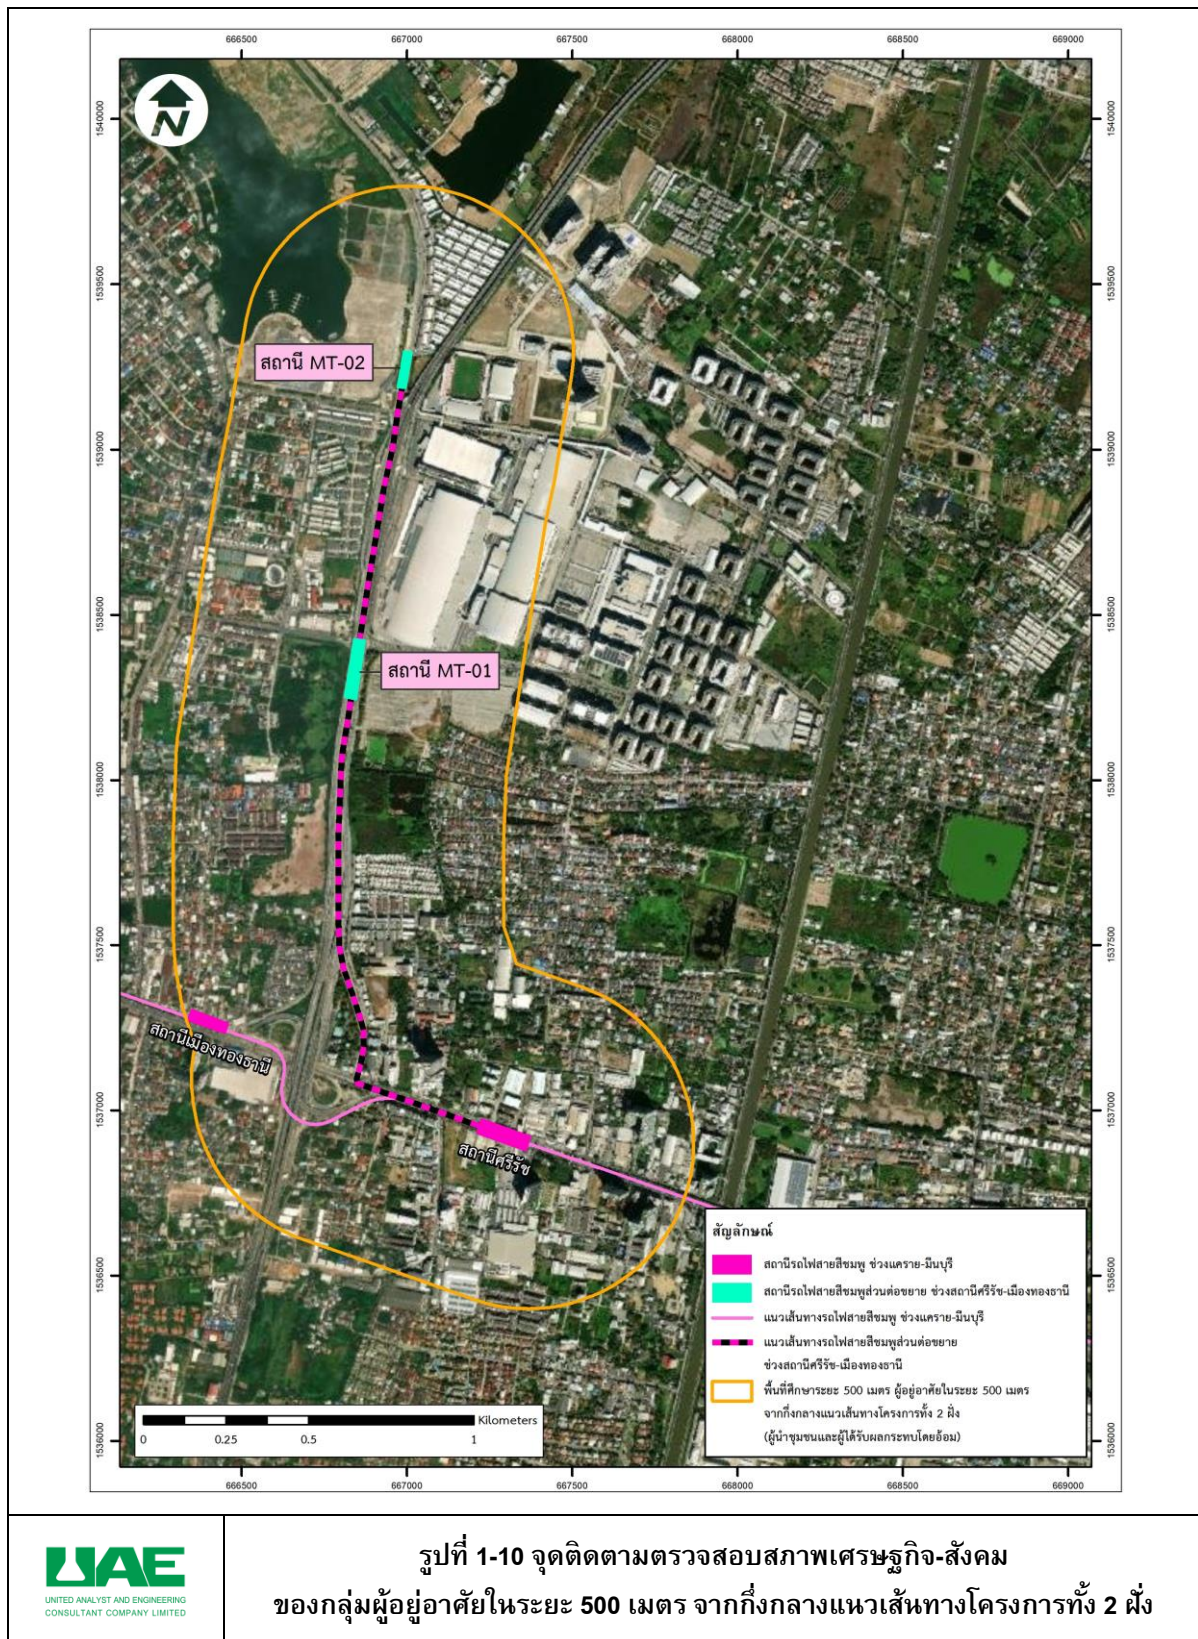 666500 667000 667500 668000 668500 669000
1540000 1540000
N
1539500 1539500
สถานี MT-02
1539000 1539000
1538500 1538500
สถานี MT-01
1538000 1538000
1537500 1537500
สถานีเมืองทองธานี
1537000 1537000
สถานีศรีรัช
สัญลักษณ์
สถานีรถไฟสายสีชมพู ช่วงแคราย-มีนบุรี
สถานีรถไฟสายสีชมพูส่วนต่อขยาย ช่วงสถานีศรีรัช-เมืองทองธานี
แนวเส้นทางรถไฟสายสีชมพู ช่วงแคราย-มีนบุรี
แนวเส้นทางรถไฟสายสีชมพูส่วนต่อขยาย
ช่วงสถานีศรีรัช-เมืองทองธานี
พื้นที่ศึกษาระยะ 500 เมตร ผู้อยู่อาศัยในระยะ 500 เมตร
จากกึ่งกลางแนวเส้นทางโครงการทั้ง 2 ฝั่ง
(ผู้นำชุมชนและผู้ได้รับผลกระทบโดยอ้อม)
1536500 1536500
Kilometers
0 0.25 0.5 1
1536000 1536000
666500 667000 667500 668000 668500 669000
UAE
UNITED ANALYST AND ENGINEERING
CONSULTANT COMPANY LIMITED
รูปที่ 1-10 จุดติดตามตรวจสอบสภาพเศรษฐกิจ-สังคม
ของกลุ่มผู้อยู่อาศัยในระยะ 500 เมตร จากกึ่งกลางแนวเส้นทางโครงการทั้ง 2 ฝั่ง